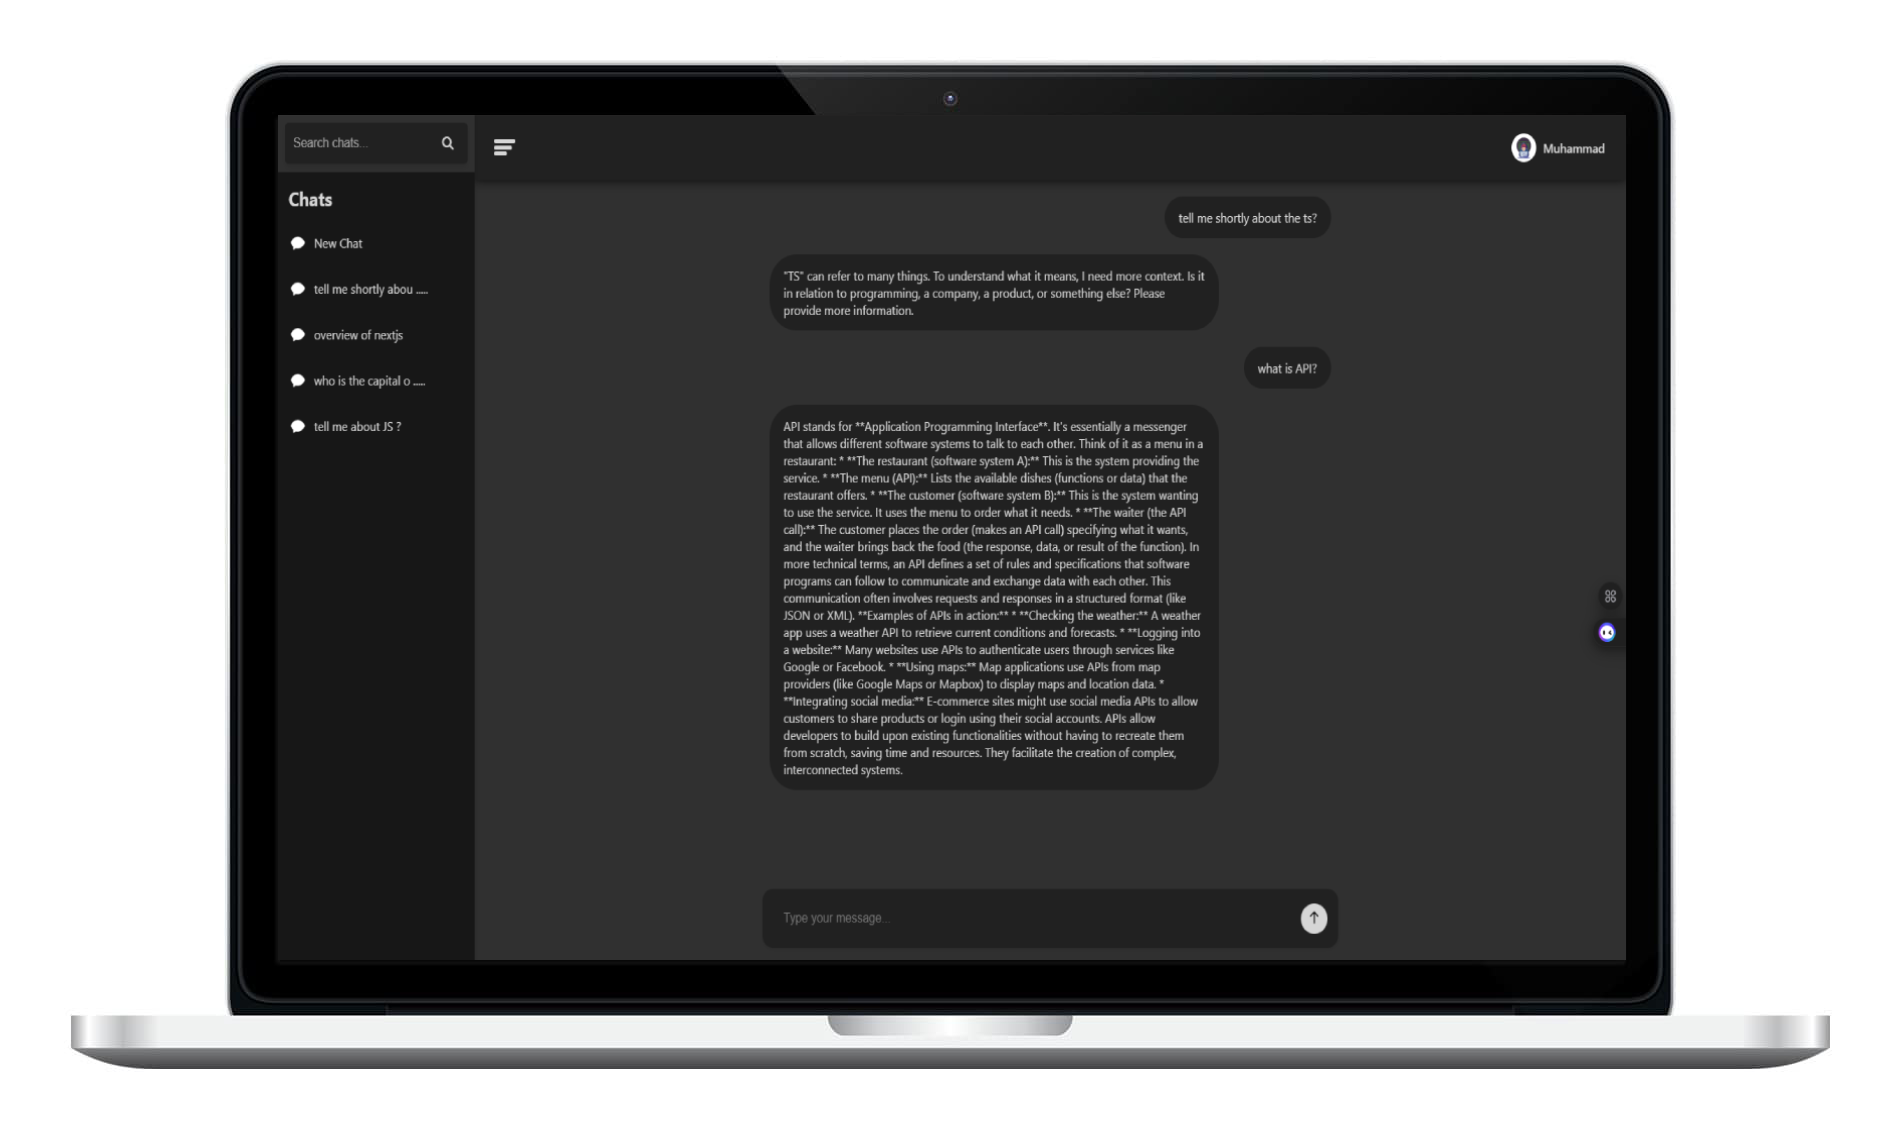 Search chats...
Muhammad
Chats
New Chat
tell me shortly abou .....
overview of nextjs
who is the capital o .....
tell me about JS ?
tell me shortly about the ts?
"TS" can refer to many things. To understand what it means, I need more context. Is it
in relation to programming, a company, a product, or something else? Please
provide more information.
what is API?
API stands for **Application Programming Interface**. It's essentially a messenger
that allows different software systems to talk to each other. Think of it as a menu in a
restaurant: * **The restaurant (software system A):** This is the system providing the
service. * **The menu (API):** Lists the available dishes (functions or data) that the
restaurant offers. * **The customer (software system B):** This is the system wanting
to use the service. It uses the menu to order what it needs. * **The waiter (the API
call):** The customer places the order (makes an API call) specifying what it wants,
and the waiter brings back the food (the response, data, or result of the function). In
more technical terms, an API defines a set of rules and specifications that software
programs can follow to communicate and exchange data with each other. This
communication often involves requests and responses in a structured format (like
JSON or XML). **Examples of APIs in action:** * **Checking the weather:** A weather
app uses a weather API to retrieve current conditions and forecasts. * **Logging into
a website:** Many websites use APIs to authenticate users through services like
Google or Facebook. * **Using maps:** Map applications use APIs from map
providers (like Google Maps or Mapbox) to display maps and location data. *
**Integrating social media:** E-commerce sites might use social media APIs to allow
customers to share products or login using their social accounts. APIs allow
developers to build upon existing functionalities without having to recreate them
from scratch, saving time and resources. They facilitate the creation of complex,
interconnected systems.
Type your message...